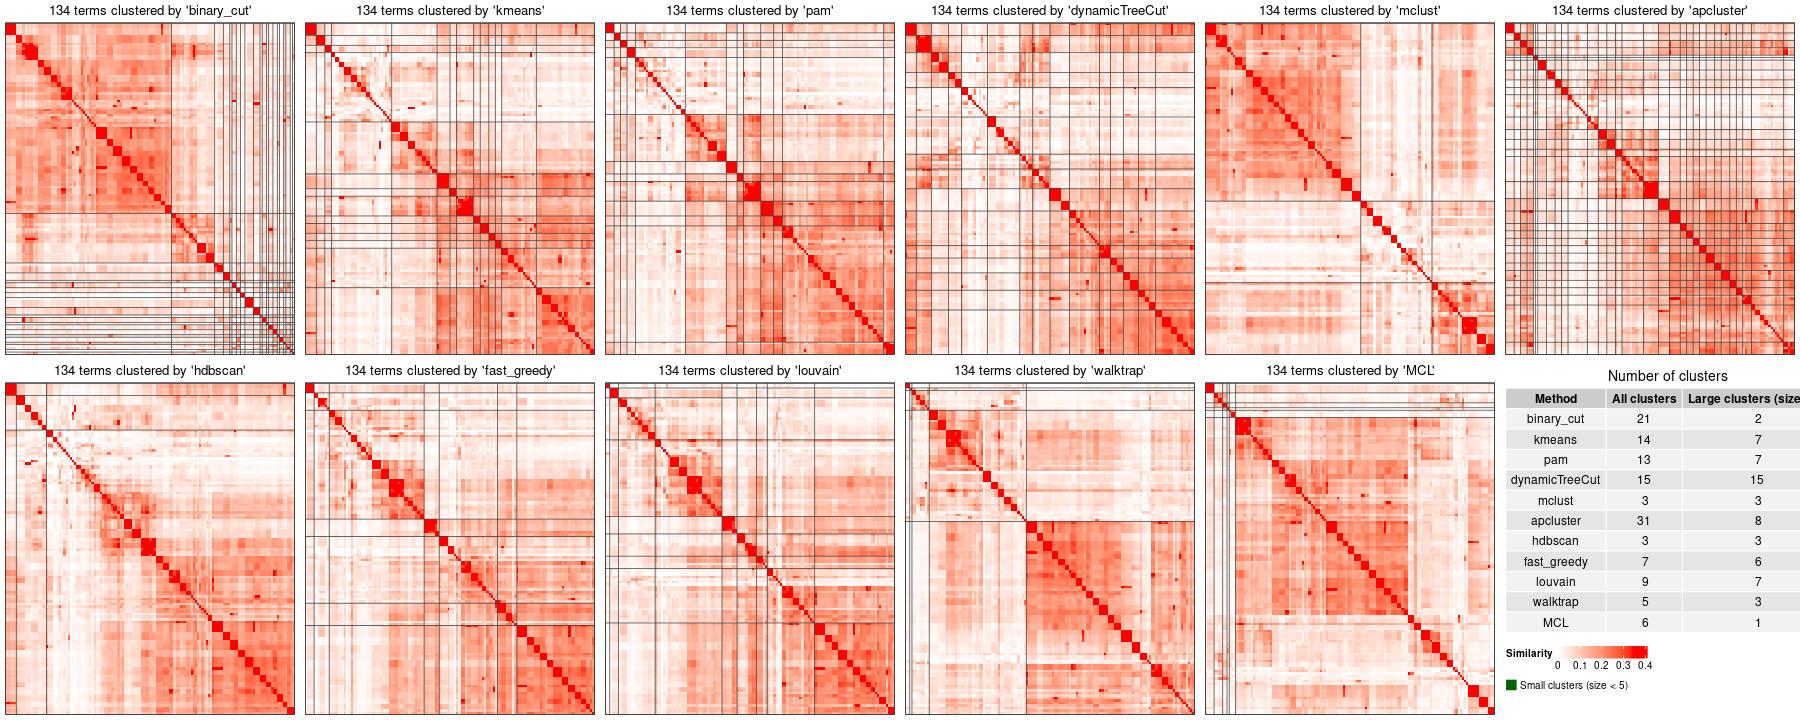 134 terms clustered by 'binary_cut'
134 terms clustered by 'kmeans'
134 terms clustered by 'pam'
134 terms clustered by 'dynamicTreeCut'
134 terms clustered by 'mclust'
134 terms clustered by 'apcluster'
134 terms clustered by 'hdbscan'
134 terms clustered by 'fast_greedy'
134 terms clustered by 'louvain'
134 terms clustered by 'walktrap'
134 terms clustered by 'MCL'
Number of clusters
Method All clusters Large clusters (size
binary_cut 21 2
kmeans 14 7
pam 13 7
dynamicTreeCut 15 15
mclust 3 3
apcluster 31 8
hdbscan 3 3
fast_greedy 7 6
louvain 9 7
walktrap 5 3
MCL 6 1
Similarity
0 0.1 0.2 0.3 0.4
Small clusters (size < 5)